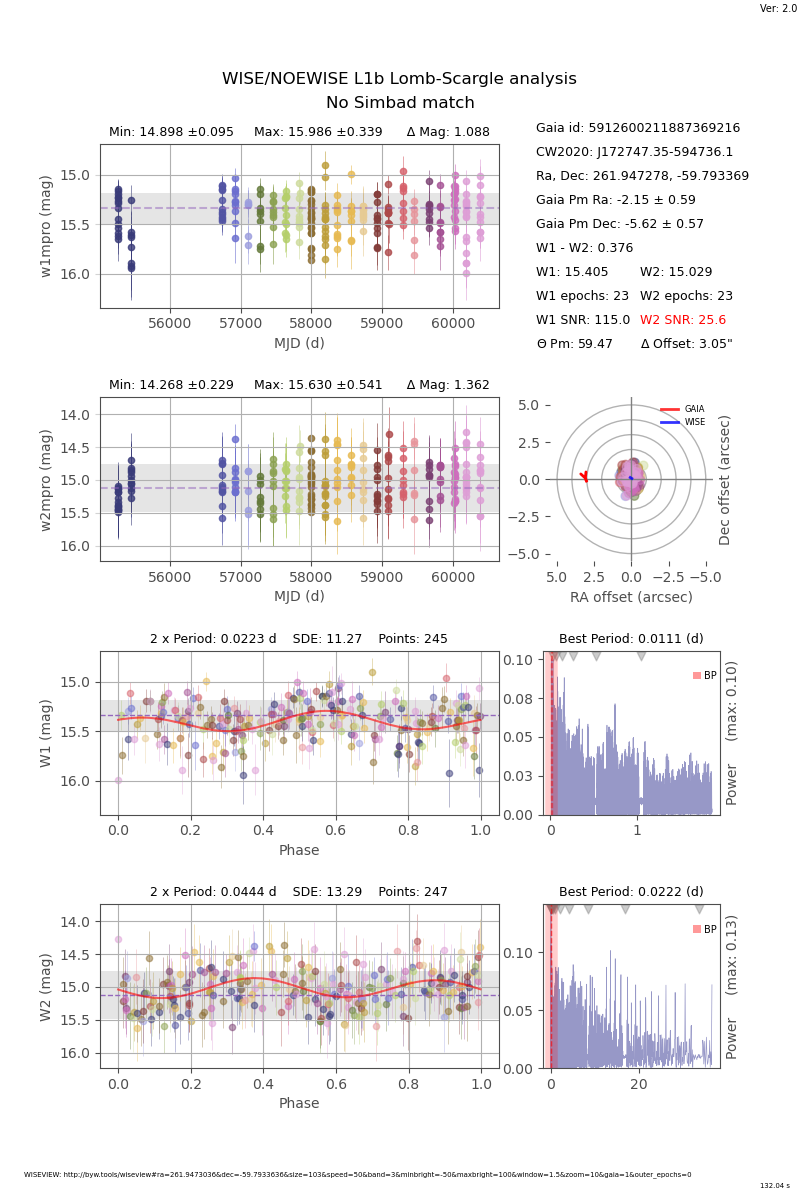 Ver: 2.0
WISE/NOEWISE L1b Lomb-Scargle analysis
No Simbad match
Min: 14.898 ±0.095 Max: 15.986 ±0.339 Δ Mag: 1.088
15.0
15.5
16.0
w1mpro (mag)
56000 57000 58000 59000 60000
MJD (d)
Gaia id: 5912600211887369216
CW2020: J172747.35-594736.1
Ra, Dec: 261.947278, -59.793369
Gaia Pm Ra: -2.15 ± 0.59
Gaia Pm Dec: -5.62 ± 0.57
W1 - W2: 0.376
W1: 15.405 W2: 15.029
W1 epochs: 23 W2 epochs: 23
W1 SNR: 115.0 W2 SNR: 25.6
Θ Pm: 59.47 Δ Offset: 3.05"
Min: 14.268 ±0.229 Max: 15.630 ±0.541 Δ Mag: 1.362
14.0
14.5
15.0
15.5
16.0
w2mpro (mag)
56000 57000 58000 59000 60000
MJD (d)
GAIA
WISE
5.0
2.5
0.0
−2.5
−5.0
Dec offset (arcsec)
5.0 2.5 0.0 −2.5 −5.0
RA offset (arcsec)
2 x Period: 0.0223 d SDE: 11.27 Points: 245
15.0
15.5
16.0
W1 (mag)
0.0 0.2 0.4 0.6 0.8 1.0
Phase
Best Period: 0.0111 (d)
BP
0.10
0.08
0.05
0.03
0.00
Power (max: 0.10)
0 1
2 x Period: 0.0444 d SDE: 13.29 Points: 247
14.0
14.5
15.0
15.5
16.0
W2 (mag)
0.0 0.2 0.4 0.6 0.8 1.0
Phase
Best Period: 0.0222 (d)
BP
0.10
0.05
0.00
Power (max: 0.13)
0 20
WISEVIEW: http://byw.tools/wiseview#ra=261.9473036&dec=-59.7933636&size=103&speed=50&band=3&minbright=-50&maxbright=100&window=1.5&zoom=10&gaia=1&outer_epochs=0
132.04 s